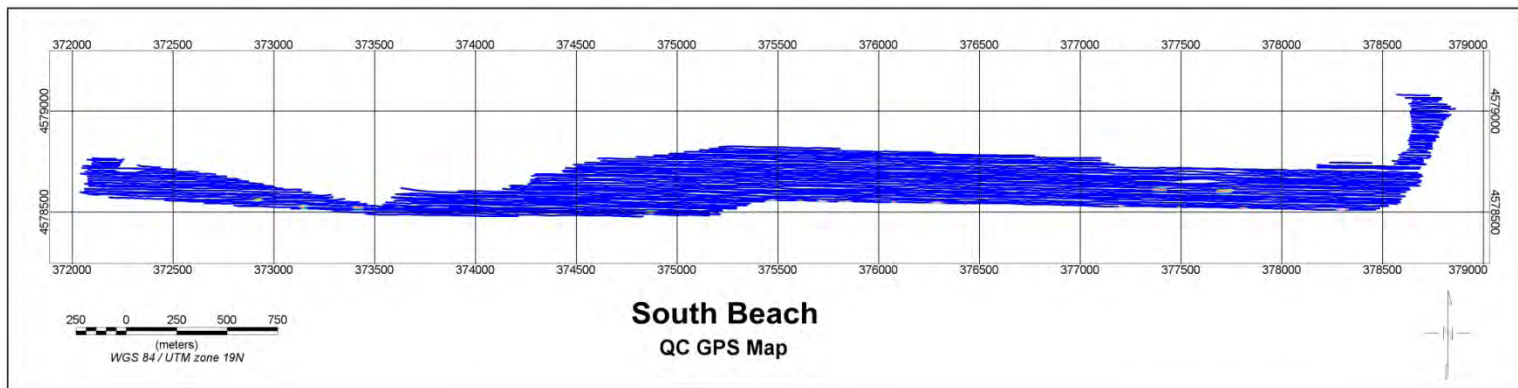 372000 372500 373000 373500 374000 374500 375000 375500 376000 376500 377000 377500 378000 378500 379000
4579000 4579000
4578500 4578500
372000 372500 373000 373500 374000 374500 375000 375500 376000 376500 377000 377500 378000 378500 379000
250 0 250 500 750
(meters)
WGS 84 / UTM zone 19N
South Beach
QC GPS Map
N